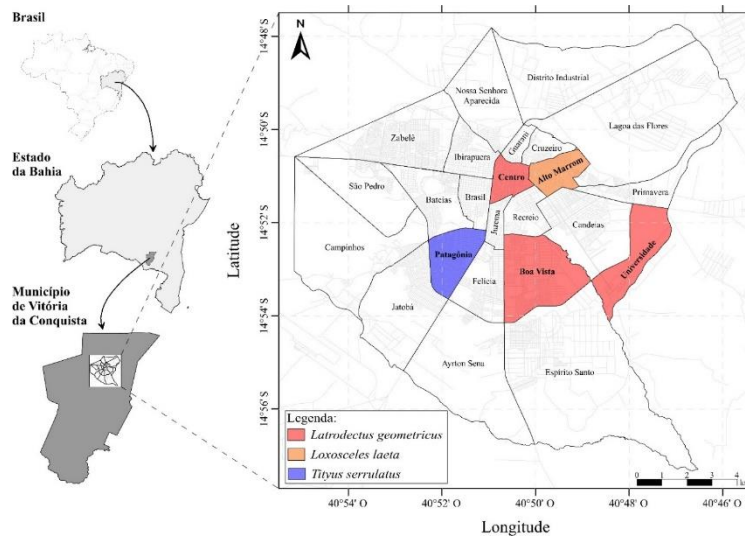 Brasil
Estado
da Bahia
Município
de Vitória
da Conquista
N
Latitude
14°48' S
14°50' S
14°52' S
14°54' S
14°56' S
Distrito Industrial
Nossa Senhora
Aparecida
Lagoa das Flores
Zabelê
Guarani
Cruzeiro
Ibirapuera
Centro
Alto Marrom
São Pedro
Primavera
Batéias
Brasil
Jurema
Recreio
Candeias
Campinhos
Patagônia
Felícia
Boa Vista
Universidade
Jatobá
Ayrton Sena
Espírito Santo
Legenda:
Latrodectus geometricus
Loxosceles laeta
Tityus serrulatus
0 1 2 3 4
km
40°54' O
40°52' O
40°50' O
40°48' O
40°46' O
Longitude